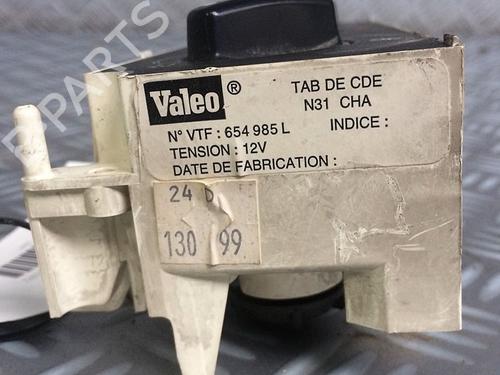 Valeo ®
TAB DE CDE
N31 CHA
N° VTF : 654 985 L
INDICE :
TENSION : 12V
DATE DE FABRICATION :
24 D
130 99